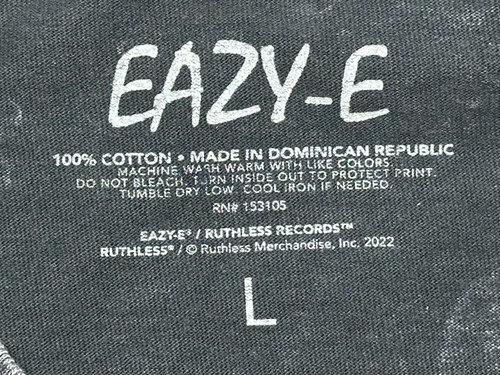 EAZY-E
100% COTTON • MADE IN DOMINICAN REPUBLIC
MACHINE WASH WARM WITH LIKE COLORS.
DO NOT BLEACH. TURN INSIDE OUT TO PROTECT PRINT.
TUMBLE DRY LOW. COOL IRON IF NEEDED.
RN# 153105
EAZY-E® / RUTHLESS RECORDS™
RUTHLESS® / © Ruthless Merchandise, Inc. 2022
L